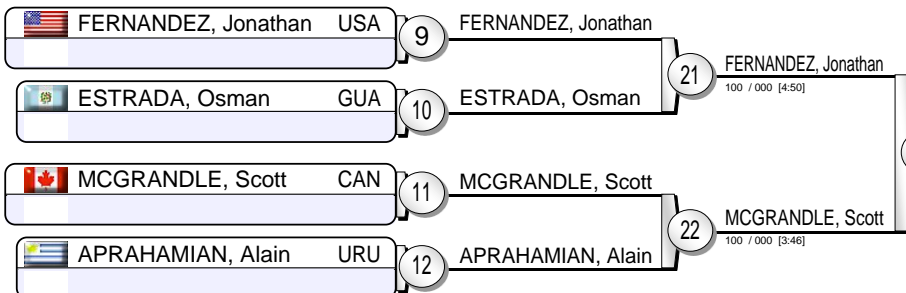 FERNANDEZ, Jonathan USA
9
FERNANDEZ, Jonathan
ESTRADA, Osman GUA
10
ESTRADA, Osman
21
FERNANDEZ, Jonathan
100 / 000 [4:50]
MCGRANDLE, Scott CAN
11
MCGRANDLE, Scott
APRAHAMIAN, Alain URU
12
APRAHAMIAN, Alain
22
MCGRANDLE, Scott
100 / 000 [3:46]